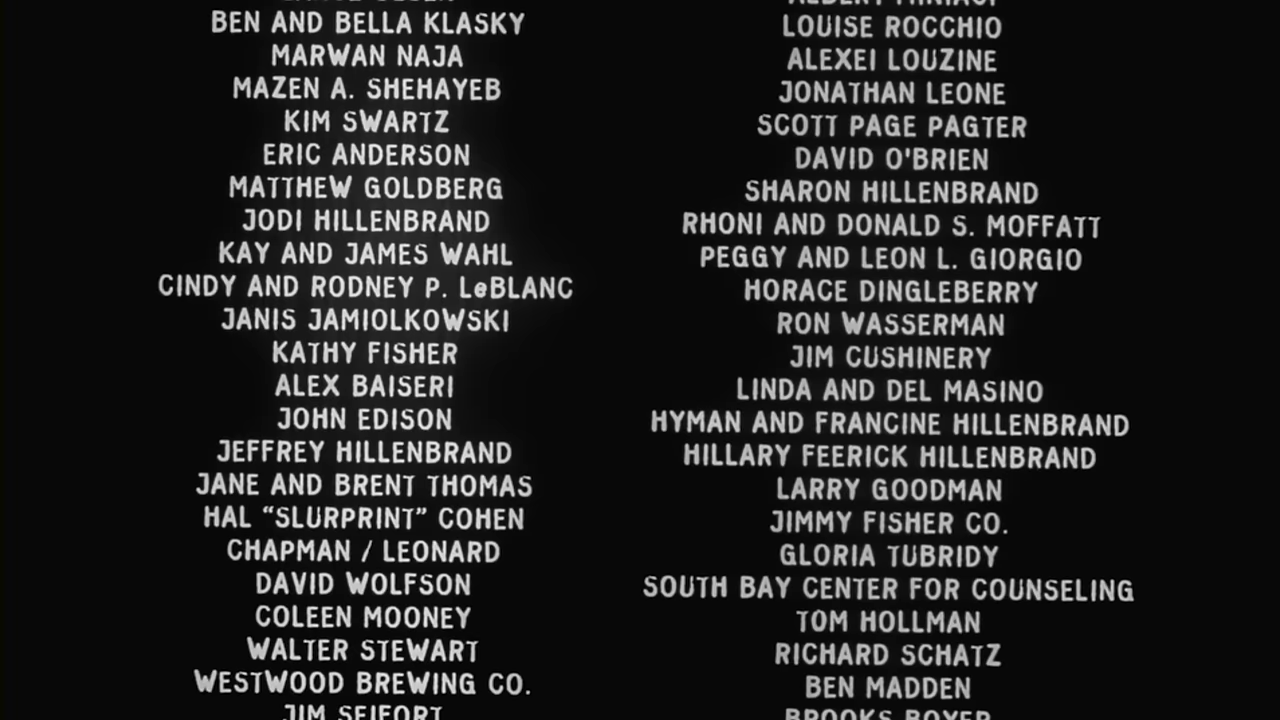 BEN AND BELLA KLASKY
MARWAN NAJA
MAZEN A. SHEHAYEB
KIM SWARTZ
ERIC ANDERSON
MATTHEW GOLDBERG
JODI HILLENBRAND
KAY AND JAMES WAHL
CINDY AND RODNEY P. LeBLANC
JANIS JAMIOLKOWSKI
KATHY FISHER
ALEX BAISERI
JOHN EDISON
JEFFREY HILLENBRAND
JANE AND BRENT THOMAS
HAL “SLURPRINT” COHEN
CHAPMAN / LEONARD
DAVID WOLFSON
COLEEN MOONEY
WALTER STEWART
WESTWOOD BREWING CO.
JIM SEIFORT
LOUISE ROCCHIO
ALEXEI LOUZINE
JONATHAN LEONE
SCOTT PAGE PAGTER
DAVID O'BRIEN
SHARON HILLENBRAND
RHONI AND DONALD S. MOFFATT
PEGGY AND LEON L. GIORGIO
HORACE DINGLEBERRY
RON WASSERMAN
JIM CUSHINERY
LINDA AND DEL MASINO
HYMAN AND FRANCINE HILLENBRAND
HILLARY FEERICK HILLENBRAND
LARRY GOODMAN
JIMMY FISHER CO.
GLORIA TUBRIDY
SOUTH BAY CENTER FOR COUNSELING
TOM HOLLMAN
RICHARD SCHATZ
BEN MADDEN
BROOKS BOYER